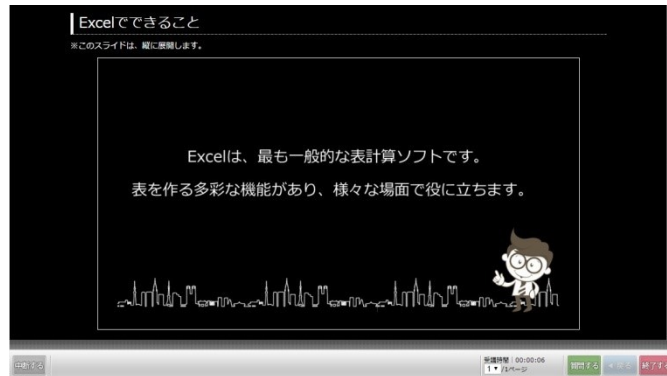 Excelでできること
※このスライドは、縦に展開します。
Excelは、最も一般的な表計算ソフトです。
表を作る多彩な機能があり、様々な場面で役に立ちます。
中断する
受講時間 00:00:06
1 ▼ /1ページ
質問する
◀ 戻る
終了する